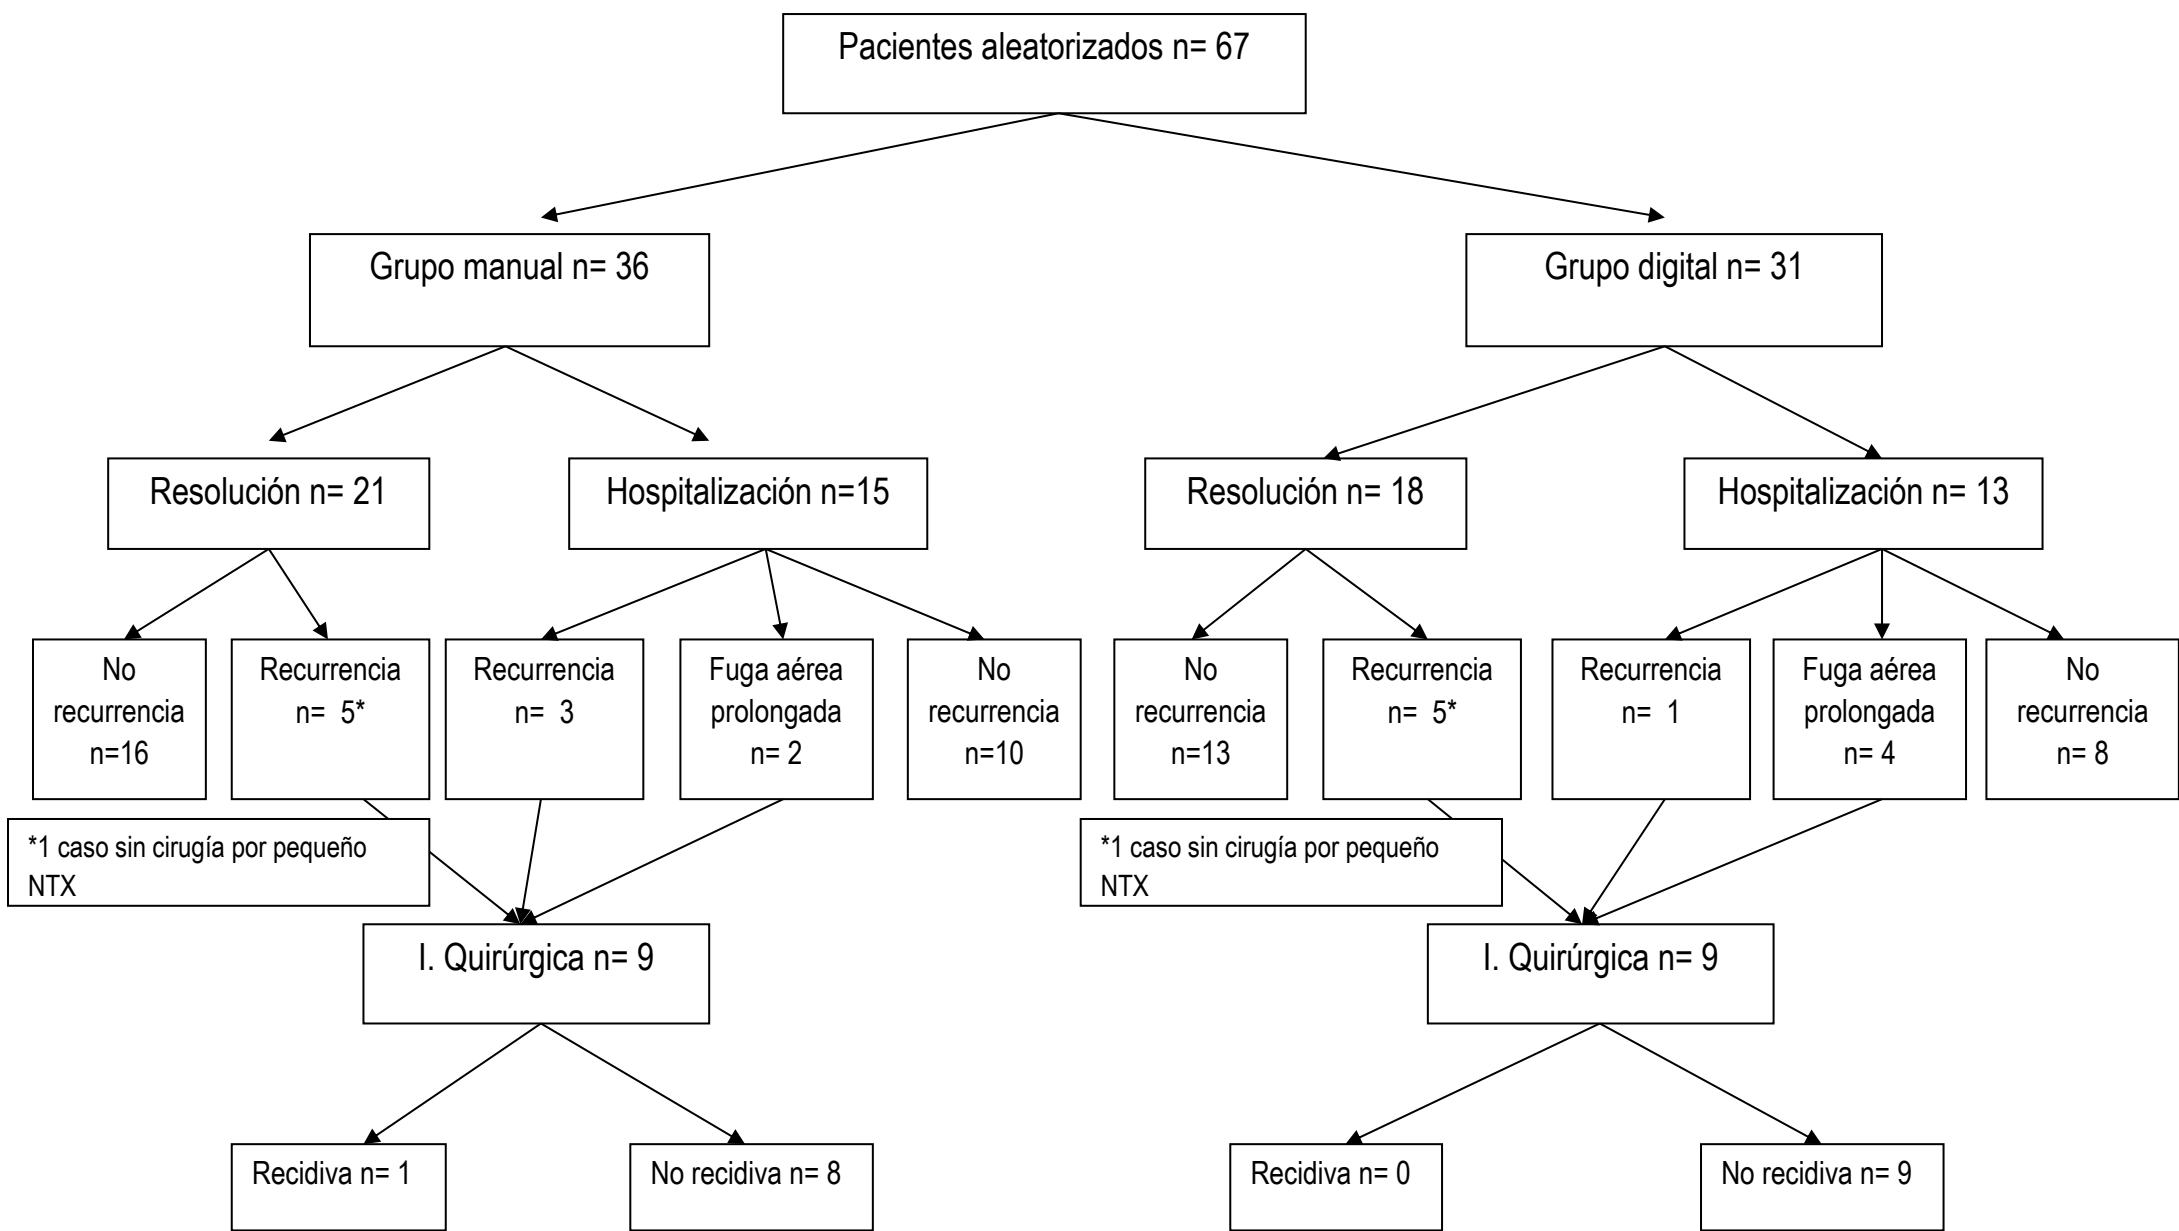 Pacientes aleatorizados n= 67
Grupo manual n= 36
Grupo digital n= 31
Resolución n= 21
Hospitalización n=15
Resolución n= 18
Hospitalización n= 13
No
recurrencia
n=16
Recurrencia
n=  5*
Recurrencia
n=  3
Fuga aérea
prolongada
n= 2
No
recurrencia
n=10
No
recurrencia
n=13
Recurrencia
n=  5*
Recurrencia
n=  1
Fuga aérea
prolongada
n= 4
No
recurrencia
n= 8
*1 caso sin cirugía por pequeño
NTX
*1 caso sin cirugía por pequeño
NTX
I. Quirúrgica n= 9
I. Quirúrgica n= 9
Recidiva n= 1
No recidiva n= 8
Recidiva n= 0
No recidiva n= 9